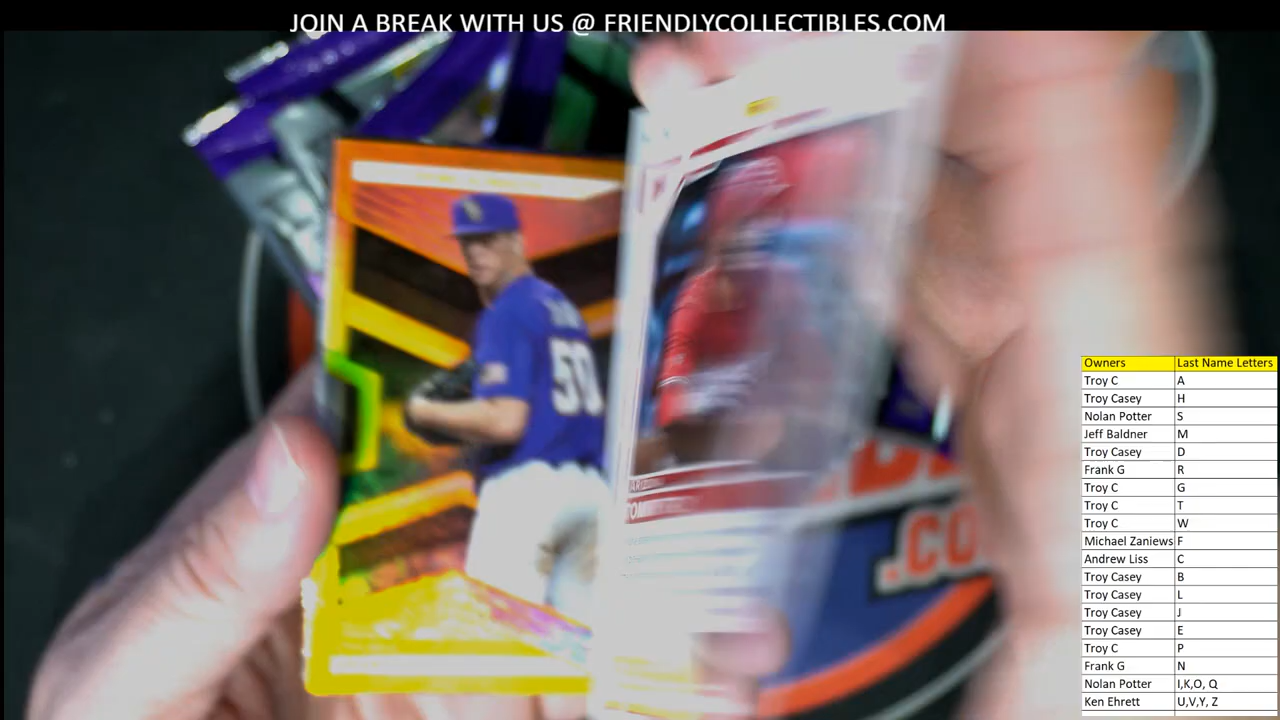 JOIN A BREAK WITH US @ FRIENDLYCOLLECTIBLES.COM
50
.CO
Owners Last Name Letters
Troy C A
Troy Casey H
Nolan Potter S
Jeff Baldner M
Troy Casey D
Frank G R
Troy C G
Troy C T
Troy C W
Michael Zaniews F
Andrew Liss C
Troy Casey B
Troy Casey L
Troy Casey J
Troy Casey E
Troy C P
Frank G N
Nolan Potter I,K,O, Q
Ken Ehrett U,V,Y, Z